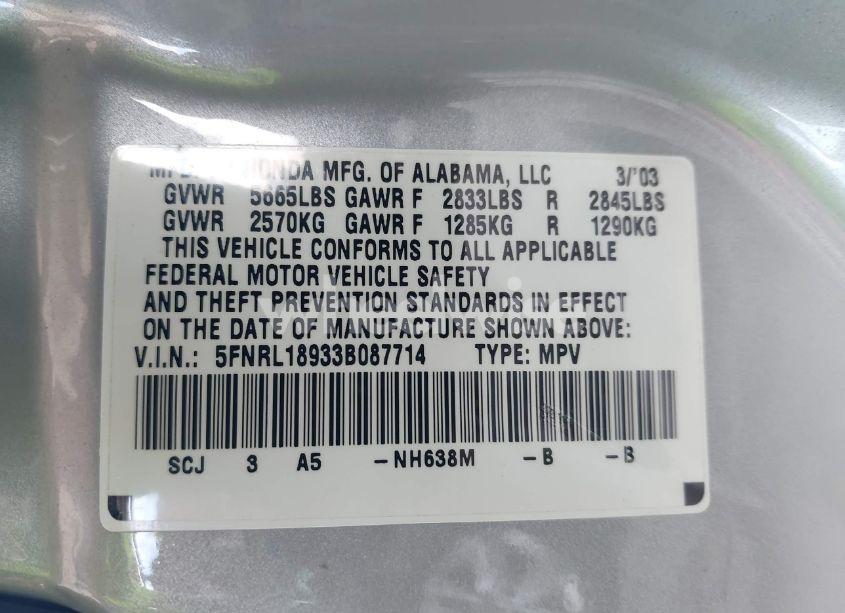 HONDA MFG. OF ALABAMA, LLC 3/'03
GVWR 5665LBS GAWR F 2833LBS R 2845LBS
GVWR 2570KG GAWR F 1285KG R 1290KG
THIS VEHICLE CONFORMS TO ALL APPLICABLE
FEDERAL MOTOR VEHICLE SAFETY
AND THEFT PREVENTION STANDARDS IN EFFECT
ON THE DATE OF MANUFACTURE SHOWN ABOVE:
V.I.N.: 5FNRL18933B087714 TYPE: MPV
SCJ 3 A5 -NH638M -B -B